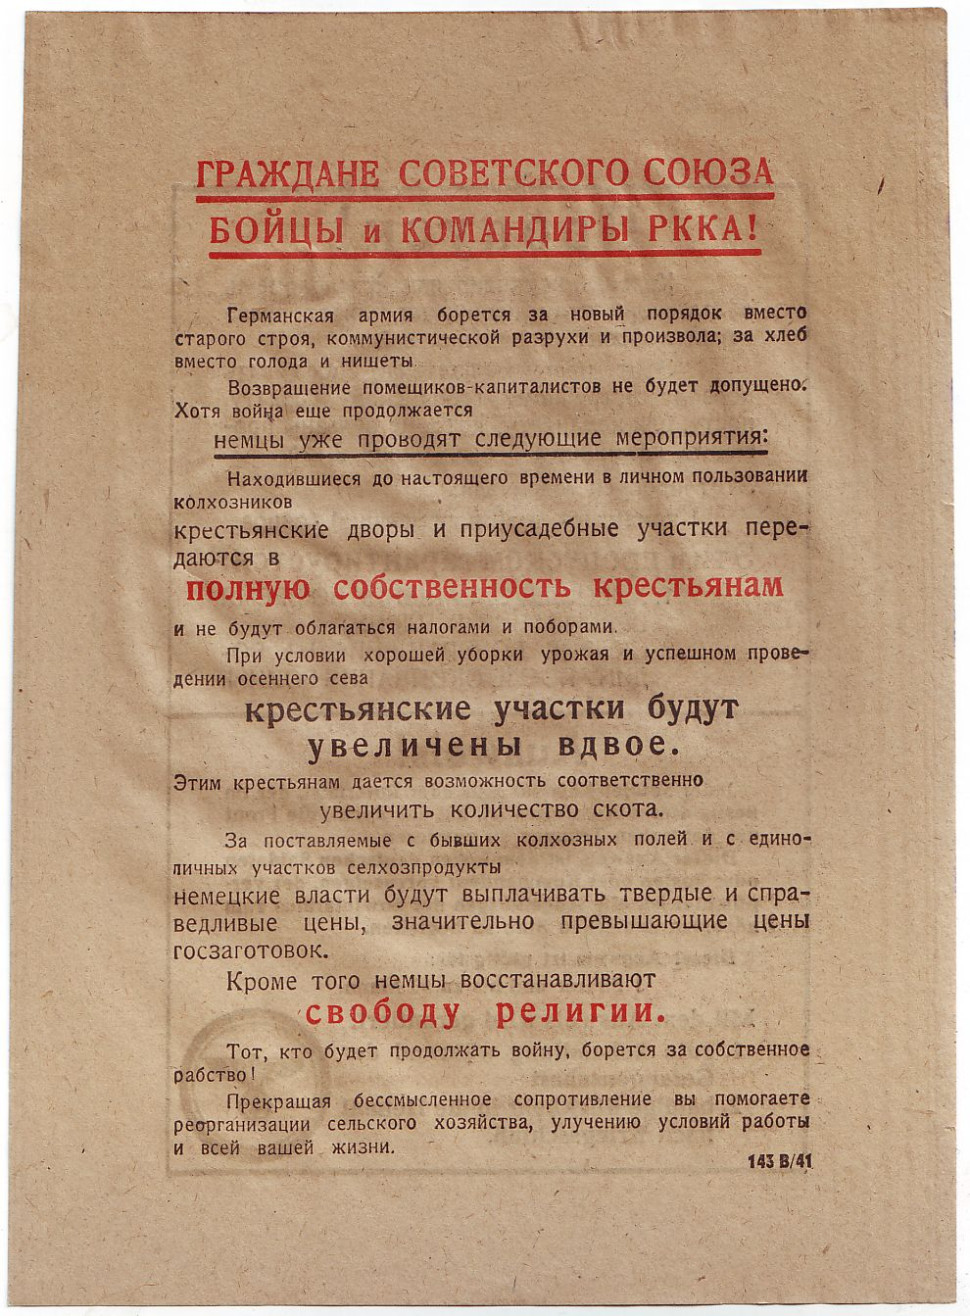 ГРАЖДАНЕ СОВЕТСКОГО СОЮЗА
БОЙЦЫ и КОМАНДИРЫ РККА!
Германская армия борется за новый порядок вместо
старого строя, коммунистической разрухи и произвола; за хлеб
вместо голода и нишеты
Возвращение помещиков-капиталистов не будет допущено.
Хотя война еще продолжается
немцы уже проводят следующие мероприятия:
Находившиеся до настоящего времени в личном пользовании
колхозников
крестьянские дворы и приусадебные участки пере-
даются в
полную собственность крестьянам
и не будут облагаться налогами и поборами.
При условии хорошей уборки урожая и успешном прове-
дении осеннего сева
крестьянские участки будут
увеличены вдвое.
Этим крестьянам дается возможность соответственно
увеличить количество скота.
За поставляемые с бывших колхозных полей и с едино-
личных участков селхозпродукты
немецкие власти будут выплачивать твердые и спра-
ведливые цены, значительно превышающие цены
госзаготовок.
Кроме того немцы восстанавливают
свободу религии.
Тот, кто будет продолжать войну, борется за собственное
рабство!
Прекращая бессмысленное сопротивление вы помогаете
реорганизации сельского хозяйства, улучению условий работы
и всей вашей жизни.
143 В/41